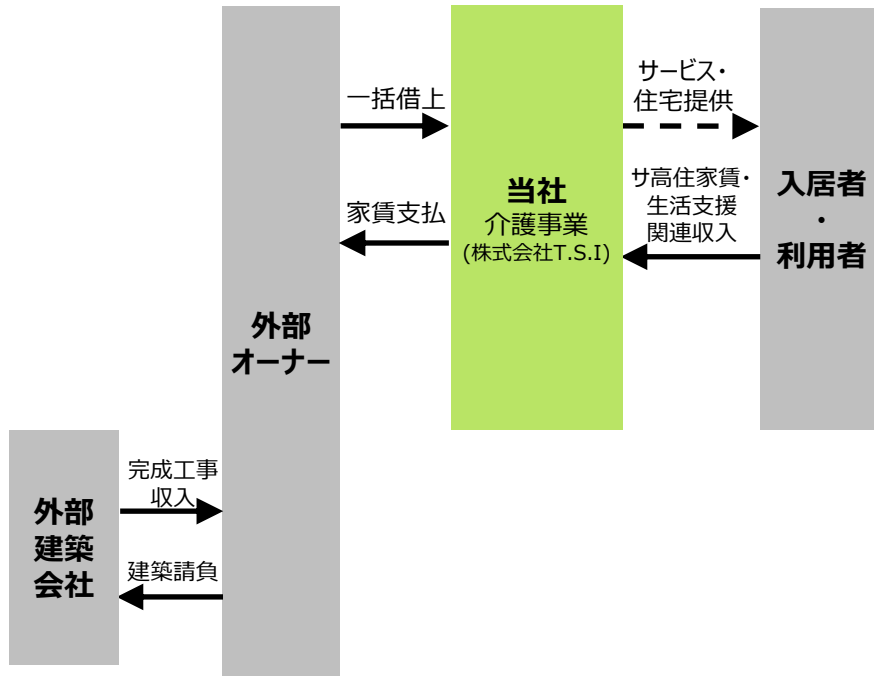 一括借上
家賃支払
サービス・
住宅提供
サ高住家賃・
生活支援
関連収入
当社
介護事業
(株式会社T.S.I)
入居者
・
利用者
外部
オーナー
完成工事
収入
建築請負
外部
建築
会社